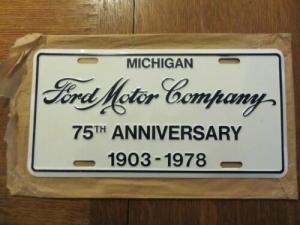 MICHIGAN
Ford Motor Company
75TH ANNIVERSARY
1903-1978